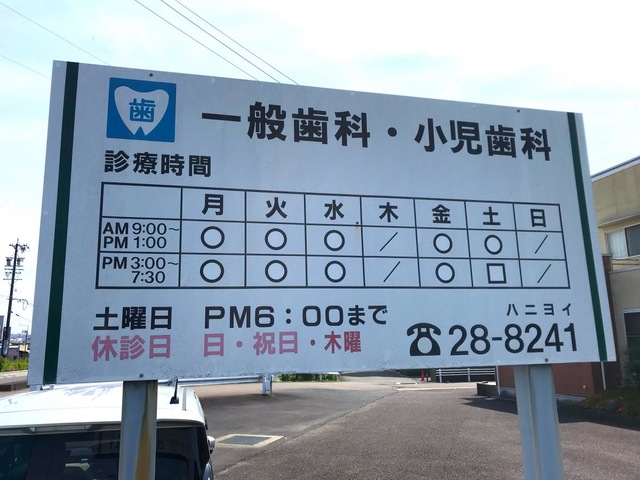 歯
一般歯科・小児歯科
診療時間
月 火 水 木 金 土 日
AM 9:00~
PM 1:00 ○ ○ ○ / ○ ○ /
PM 3:00~
7:30 ○ ○ ○ / ○ □ /
土曜日 PM6:00まで
休診日 日・祝日・木曜
ハニヨイ
☎28-8241